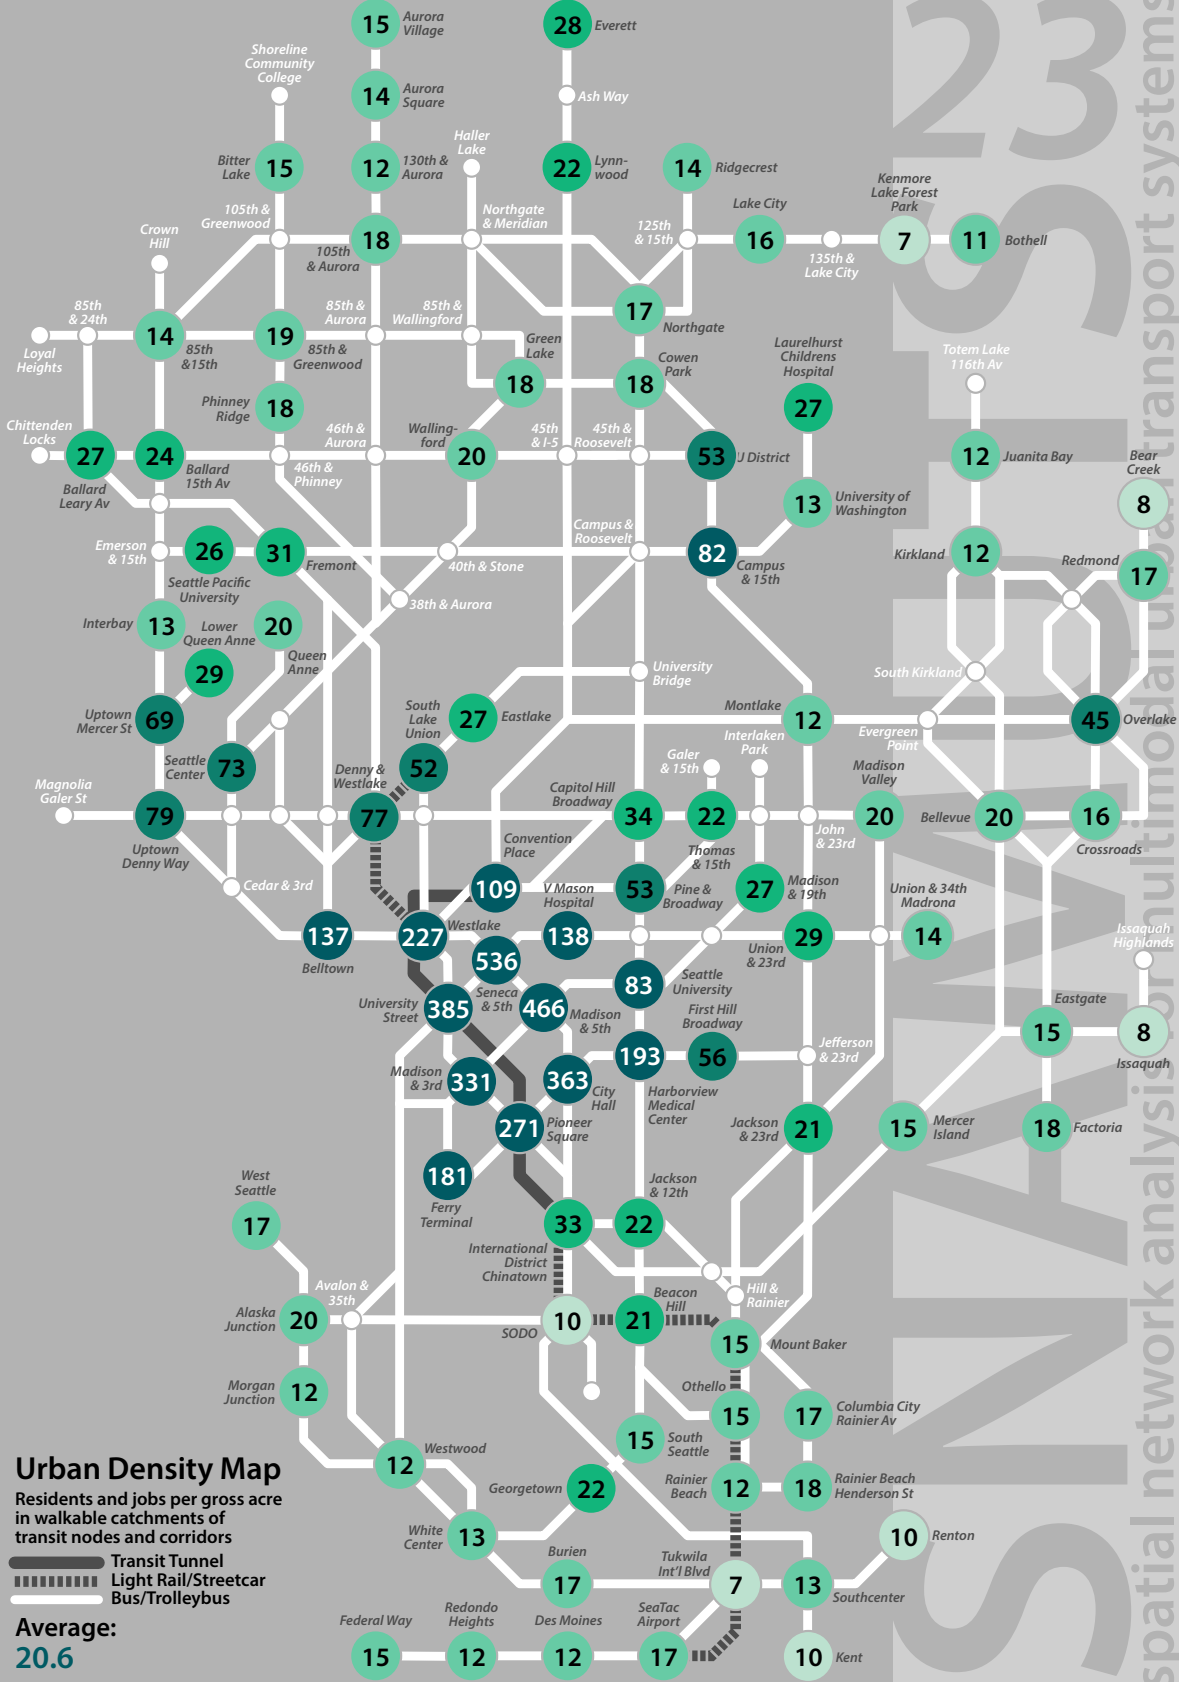 15
Aurora
Village
28
Everett
23
Shoreline
Community
College
14
Aurora
Square
Ash Way
Haller
Lake
Bitter
Lake
15
12
130th &
Aurora
22
Lynn-
wood
14
Ridgecrest
Kenmore
Lake Forest
Park
Lake City
105th &
Greenwood
Northgate
& Meridian
125th
& 15th
Crown
Hill
18
105th
& Aurora
16
135th &
Lake City
7
11
Bothell
85th
& 24th
85th &
Aurora
85th &
Wallingford
17
Northgate
Loyal
Heights
14
85th
&15th
19
85th &
Greenwood
Green
Lake
18
Cowen
Park
18
Laurelhurst
Childrens
Hospital
27
Totem Lake
116th Av
Phinney
Ridge
18
Chittenden
Locks
46th &
Aurora
Walling-
ford
45th
& I-5
45th &
Roosevelt
27
Ballard
Leary Av
24
Ballard
15th Av
46th &
Phinney
20
53
U District
12
Juanita Bay
Bear
Creek
8
13
University of
Washington
Emerson
& 15th
26
Seattle Pacific
University
31
Fremont
40th & Stone
Campus &
Roosevelt
82
Campus
& 15th
Kirkland
12
Redmond
17
38th & Aurora
Interbay
13
Lower
Queen Anne
29
20
Queen
Anne
University
Bridge
South Kirkland
Uptown
Mercer St
69
South
Lake
Union
27
Eastlake
Montlake
12
Evergreen
Point
45
Overlake
Seattle
Center
73
52
Denny &
Westlake
Galer
& 15th
Interlaken
Park
Madison
Valley
Magnolia
Galer St
79
Uptown
Denny Way
77
Capitol Hill
Broadway
34
22
Thomas
& 15th
John
& 23rd
20
Bellevue
20
16
Crossroads
Convention
Place
Cedar & 3rd
109
V Mason
Hospital
53
Pine &
Broadway
27
Madison
& 19th
Union & 34th
Madrona
137
Belltown
227
Westlake
138
Union
& 23rd
29
14
Issaquah
Highlands
536
Seneca
& 5th
University
Street
385
466
Madison
& 5th
83
Seattle
University
First Hill
Broadway
Eastgate
15
8
Issaquah
Madison
& 3rd
331
363
City
Hall
193
Harborview
Medical
Center
56
Jefferson
& 23rd
271
Pioneer
Square
Jackson
& 23rd
21
15
Mercer
Island
18
Factoria
181
Ferry
Terminal
West
Seattle
17
Jackson
& 12th
33
International
District
Chinatown
22
Hill &
Rainier
Avalon &
35th
Alaska
Junction
20
SODO
10
Beacon
Hill
21
15
Mount Baker
Morgan
Junction
12
Othello
15
17
Columbia City
Rainier Av
15
South
Seattle
12
Westwood
Georgetown
22
Rainier
Beach
12
18
Rainier Beach
Henderson St
White
Center
13
10
Renton
Burien
17
Tukwila
Int'l Blvd
7
13
Southcenter
Federal Way
15
Redondo
Heights
12
Des Moines
12
SeaTac
Airport
17
10
Kent
Urban Density Map
Residents and jobs per gross acre
in walkable catchments of
transit nodes and corridors
Transit Tunnel
Light Rail/Streetcar
Bus/Trolleybus
Average:
20.6
SNAMUTS
spatial network analysis for multimodal urban transport systems